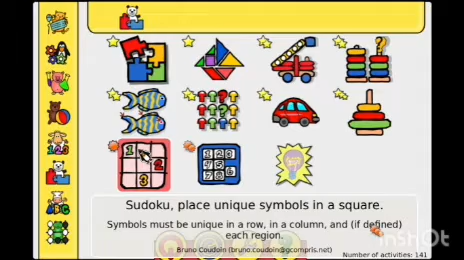 Sudoku, place unique symbols in a square.
Symbols must be unique in a row, in a column, and (if defined)
each region.
Bruno Coudoin (bruno.coudoin@gcompris.net)
Number of activities: 141
InShot